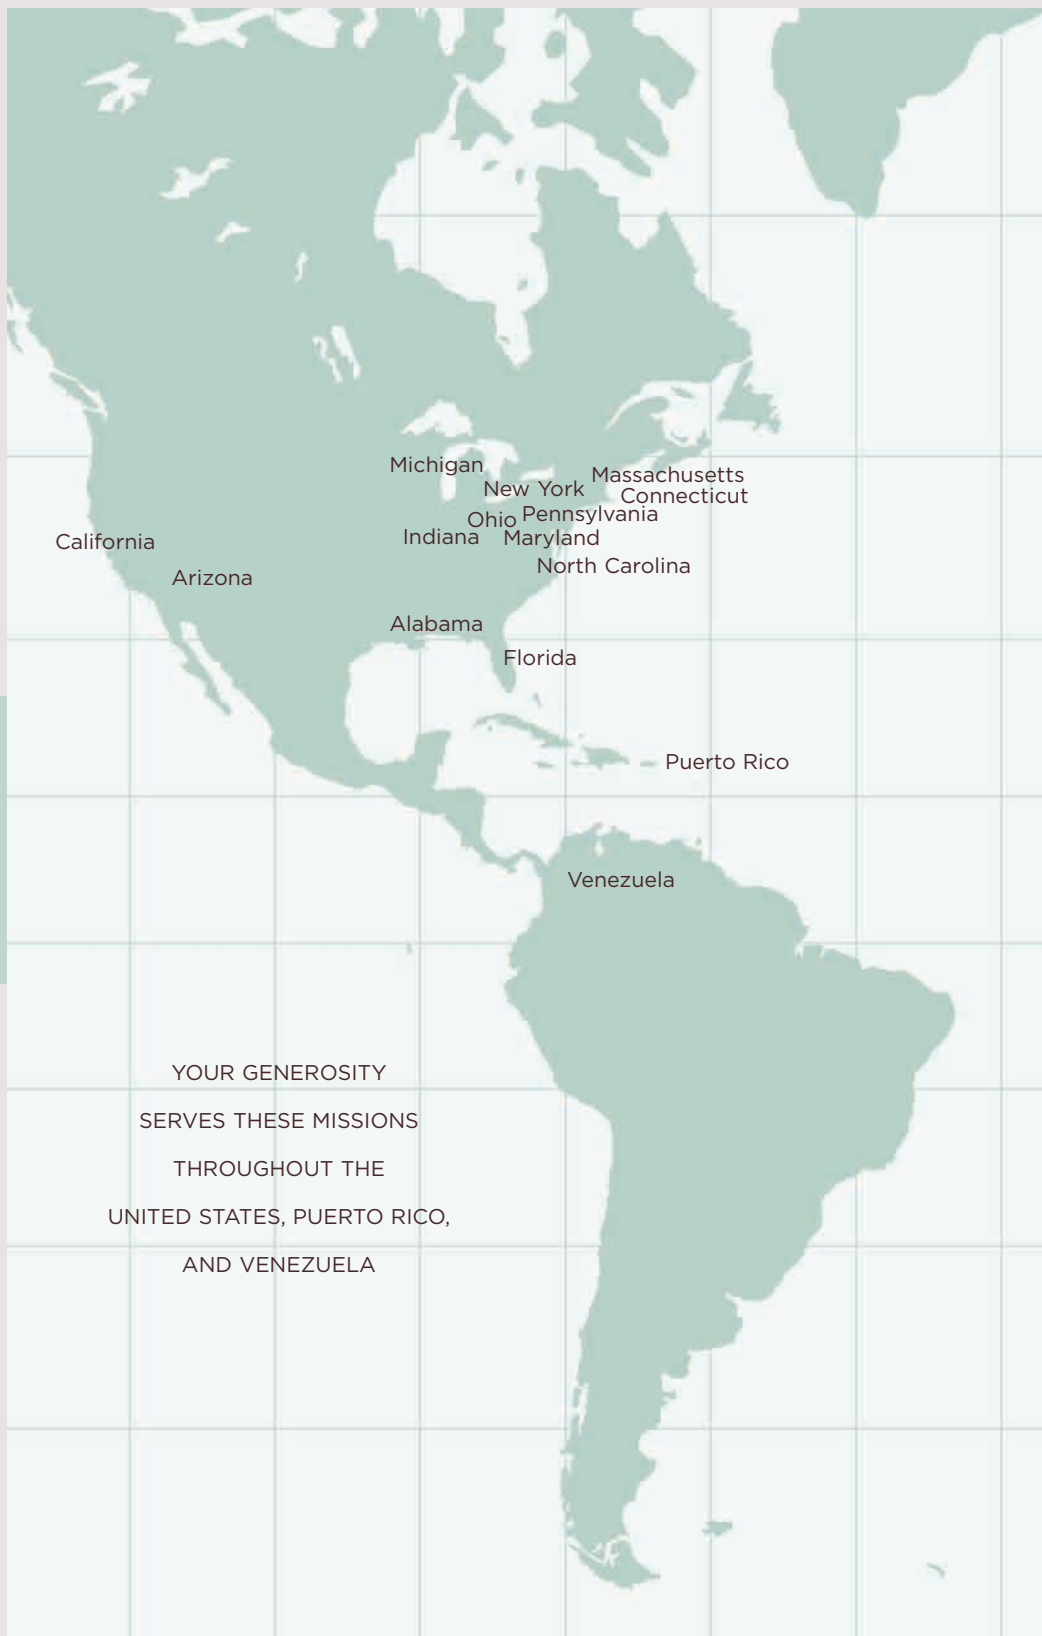 Michigan
Massachusetts
New York
Connecticut
Pennsylvania
Ohio
Indiana
Maryland
California
North Carolina
Arizona
Alabama
Florida
Puerto Rico
Venezuela
YOUR GENEROSITY
SERVES THESE MISSIONS
THROUGHOUT THE
UNITED STATES, PUERTO RICO,
AND VENEZUELA